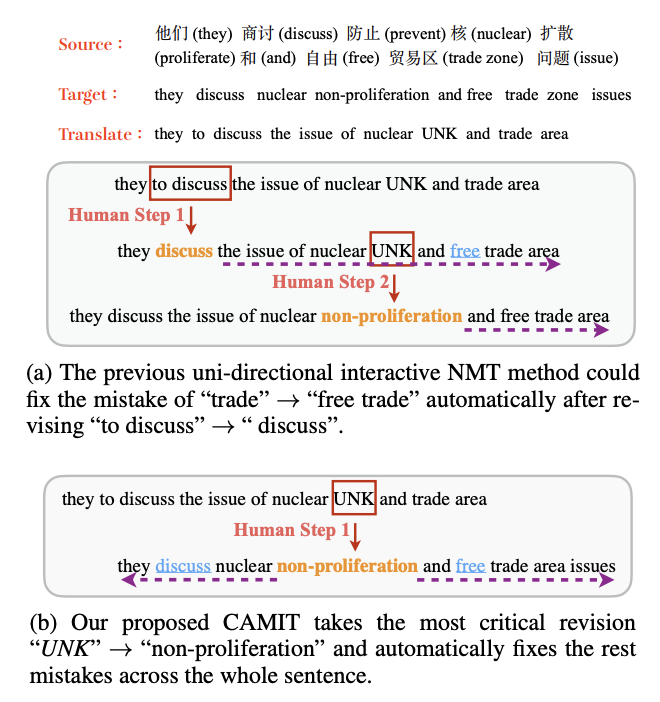 Source : 他们 (they) 商讨 (discuss) 防止 (prevent) 核 (nuclear) 扩散
(proliferate) 和 (and) 自由 (free) 贸易区 (trade zone) 问题 (issue)
Target : they discuss nuclear non-proliferation and free trade zone issues
Translate : they to discuss the issue of nuclear UNK and trade area
they to discuss the issue of nuclear UNK and trade area
Human Step 1
they discuss the issue of nuclear UNK and free trade area
Human Step 2
they discuss the issue of nuclear non-proliferation and free trade area
(a) The previous uni-directional interactive NMT method could
fix the mistake of “trade” → “free trade” automatically after re-
vising “to discuss” → “ discuss”.
they to discuss the issue of nuclear UNK and trade area
Human Step 1
they discuss nuclear non-proliferation and free trade area issues
(b) Our proposed CAMIT takes the most critical revision
“UNK” → “non-proliferation” and automatically fixes the rest
mistakes across the whole sentence.